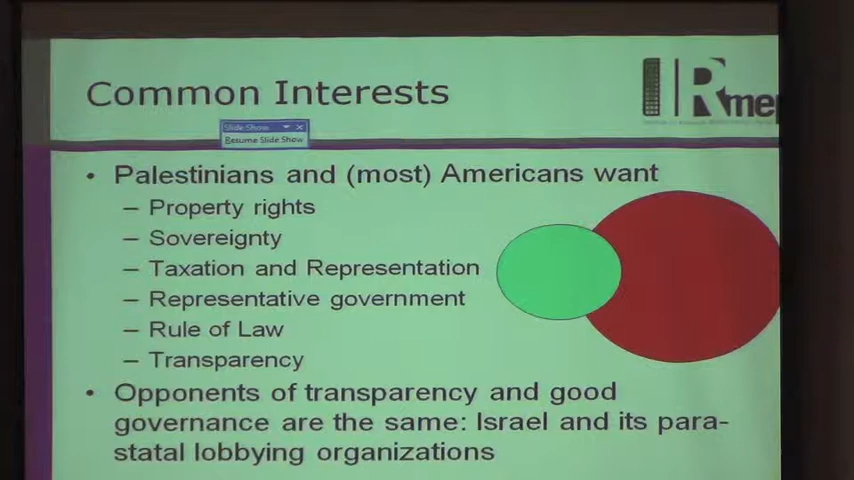 Common Interests
IRmep
Slide Show
Resume Slide Show
• Palestinians and (most) Americans want
– Property rights
– Sovereignty
– Taxation and Representation
– Representative government
– Rule of Law
– Transparency
• Opponents of transparency and good
governance are the same: Israel and its para-
statal lobbying organizations